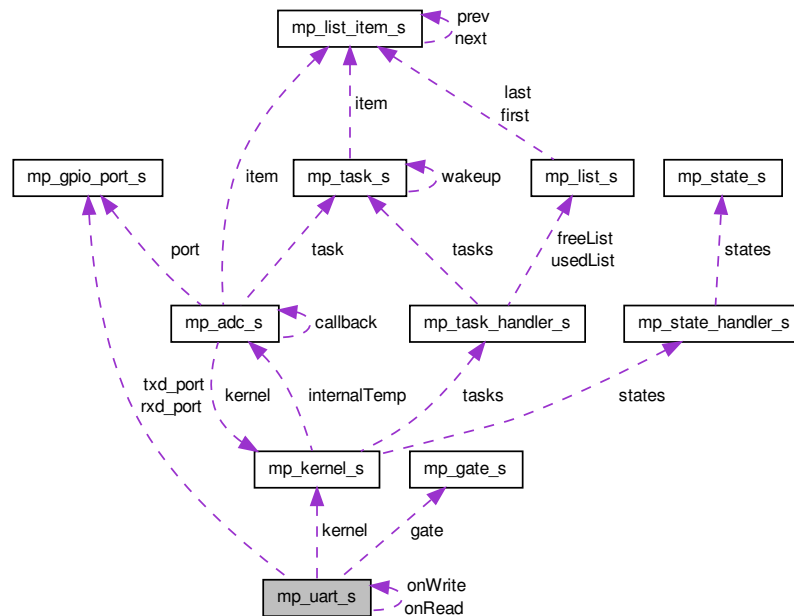 mp_list_item_s
prev
next
last
first
item
mp_gpio_port_s
item
mp_task_s
wakeup
mp_list_s
mp_state_s
port
task
tasks
freeList
usedList
states
mp_adc_s
callback
mp_task_handler_s
mp_state_handler_s
txd_port
rxd_port
kernel
internalTemp
tasks
states
mp_kernel_s
mp_gate_s
kernel
gate
mp_uart_s
onWrite
onRead